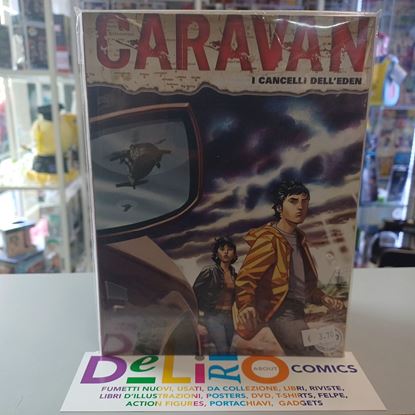 CARAVAN
I CANCELLI DELL'EDEN
€ 3,70
DeLiRiO ABOUT COMICS
FUMETTI NUOVI, USATI, DA COLLEZIONE, LIBRI, RIVISTE,
LIBRI D'ILLUSTRAZIONI, POSTERS, DVD, T-SHIRTS, FELPE,
ACTION FIGURES, PORTACHIAVI, GADGETS